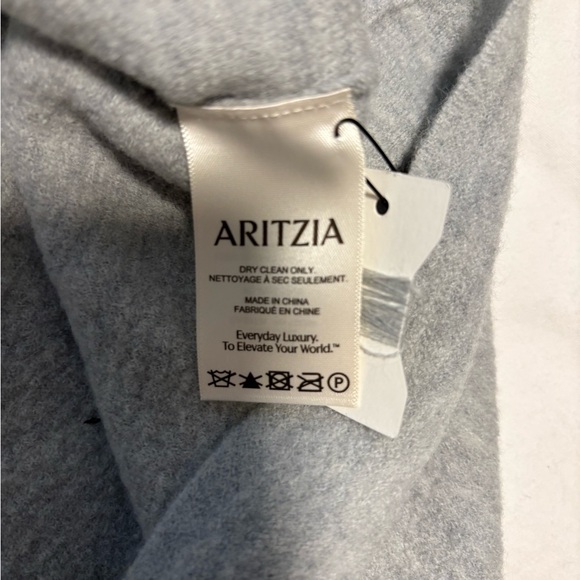 ARITZIA
DRY CLEAN ONLY.
NETTOYAGE À SEC SEULEMENT.
MADE IN CHINA
FABRIQUÉ EN CHINE
Everyday Luxury.
To Elevate Your World.™
P